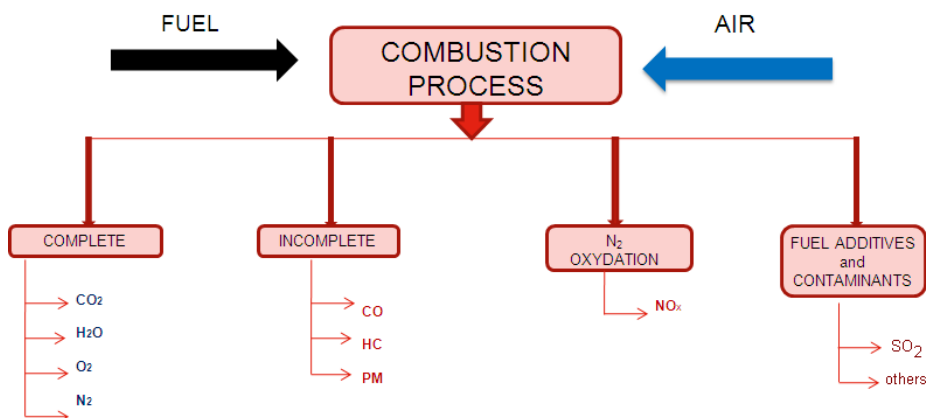 FUEL
AIR
COMBUSTION
PROCESS
COMPLETE
INCOMPLETE
N₂
OXYDATION
FUEL ADDITIVES
and
CONTAMINANTS
CO₂
H₂O
O₂
N₂
CO
HC
PM
NOₓ
SO₂
others